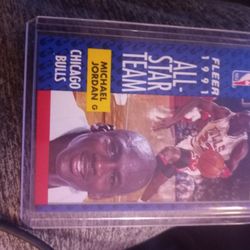 FLEER
1991
ALL-
STAR
TEAM
MICHAEL
JORDAN G
CHICAGO
BULLS